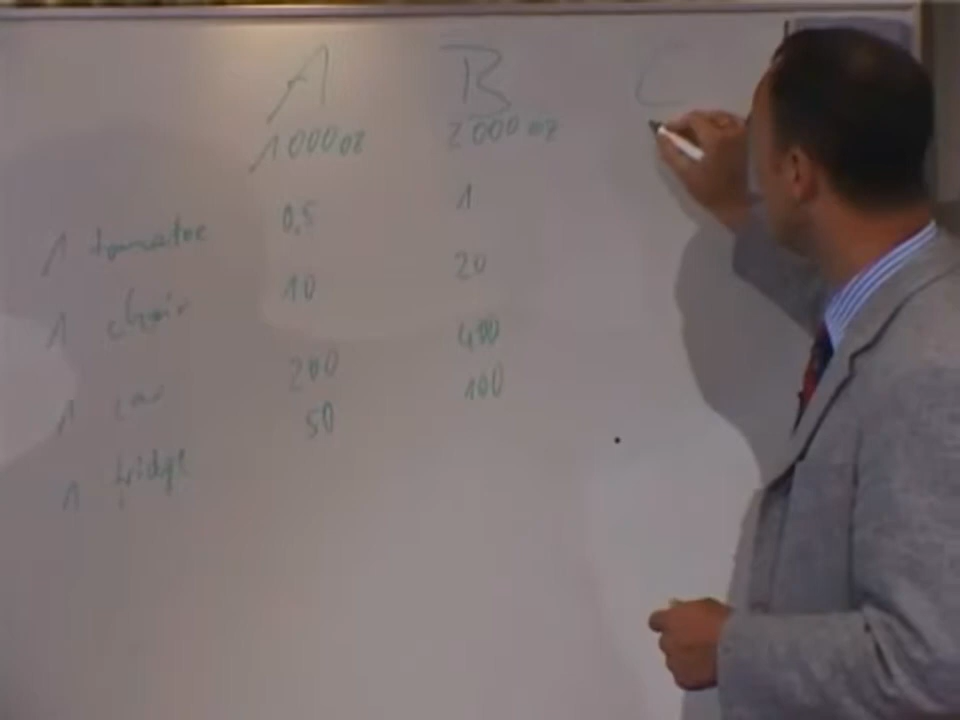 A B C
1000 oz 2000 oz
1 tomatoe 0,5 1
1 chair 10 20
1 car 200 400
1 fridge 50 100